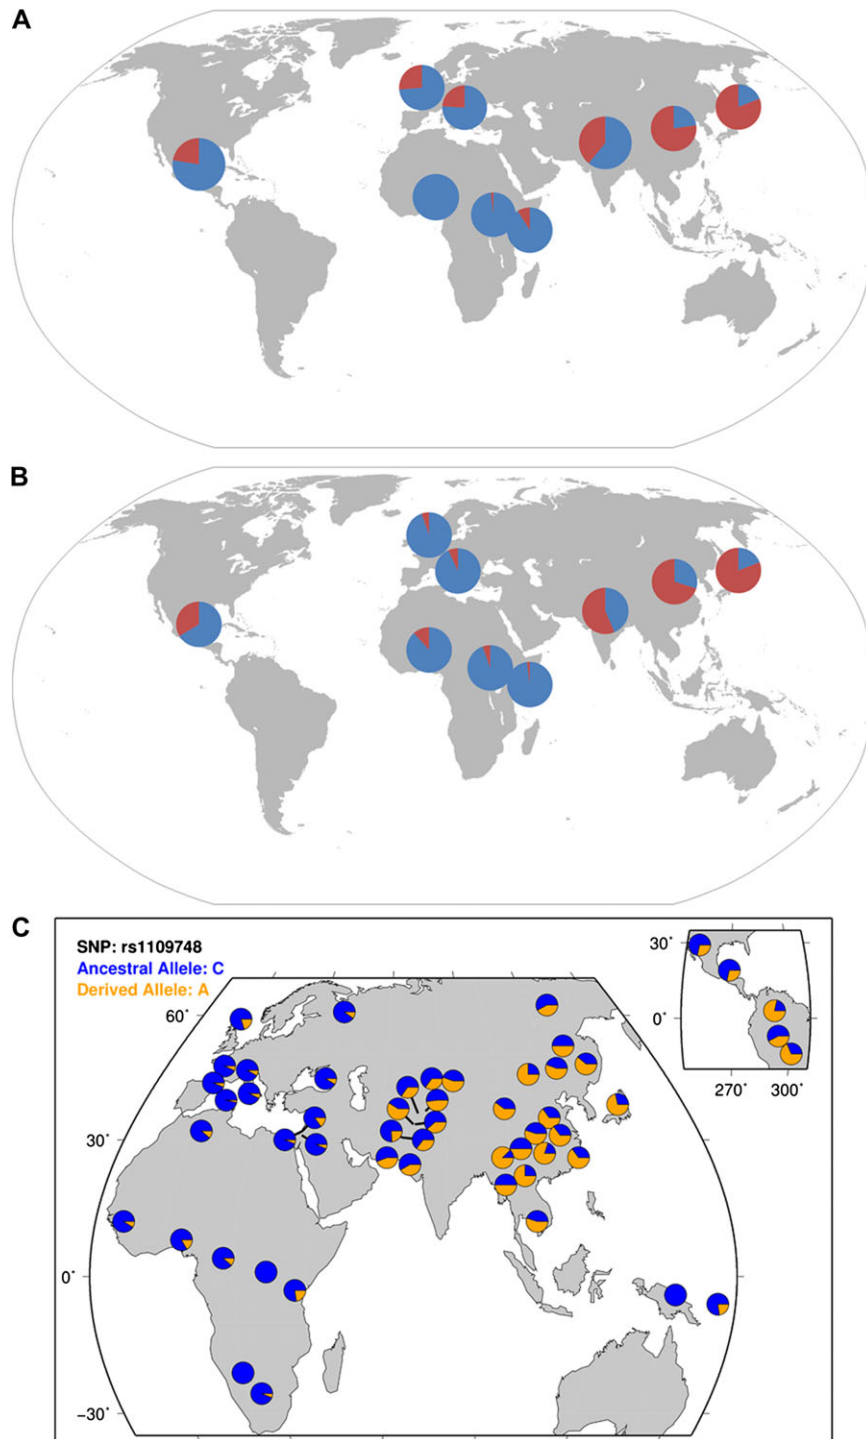 A
B
C
SNP: rs1109748
Ancestral Allele: C
Derived Allele: A
30°
0°
270°
300°
60°
30°
0°
−30°